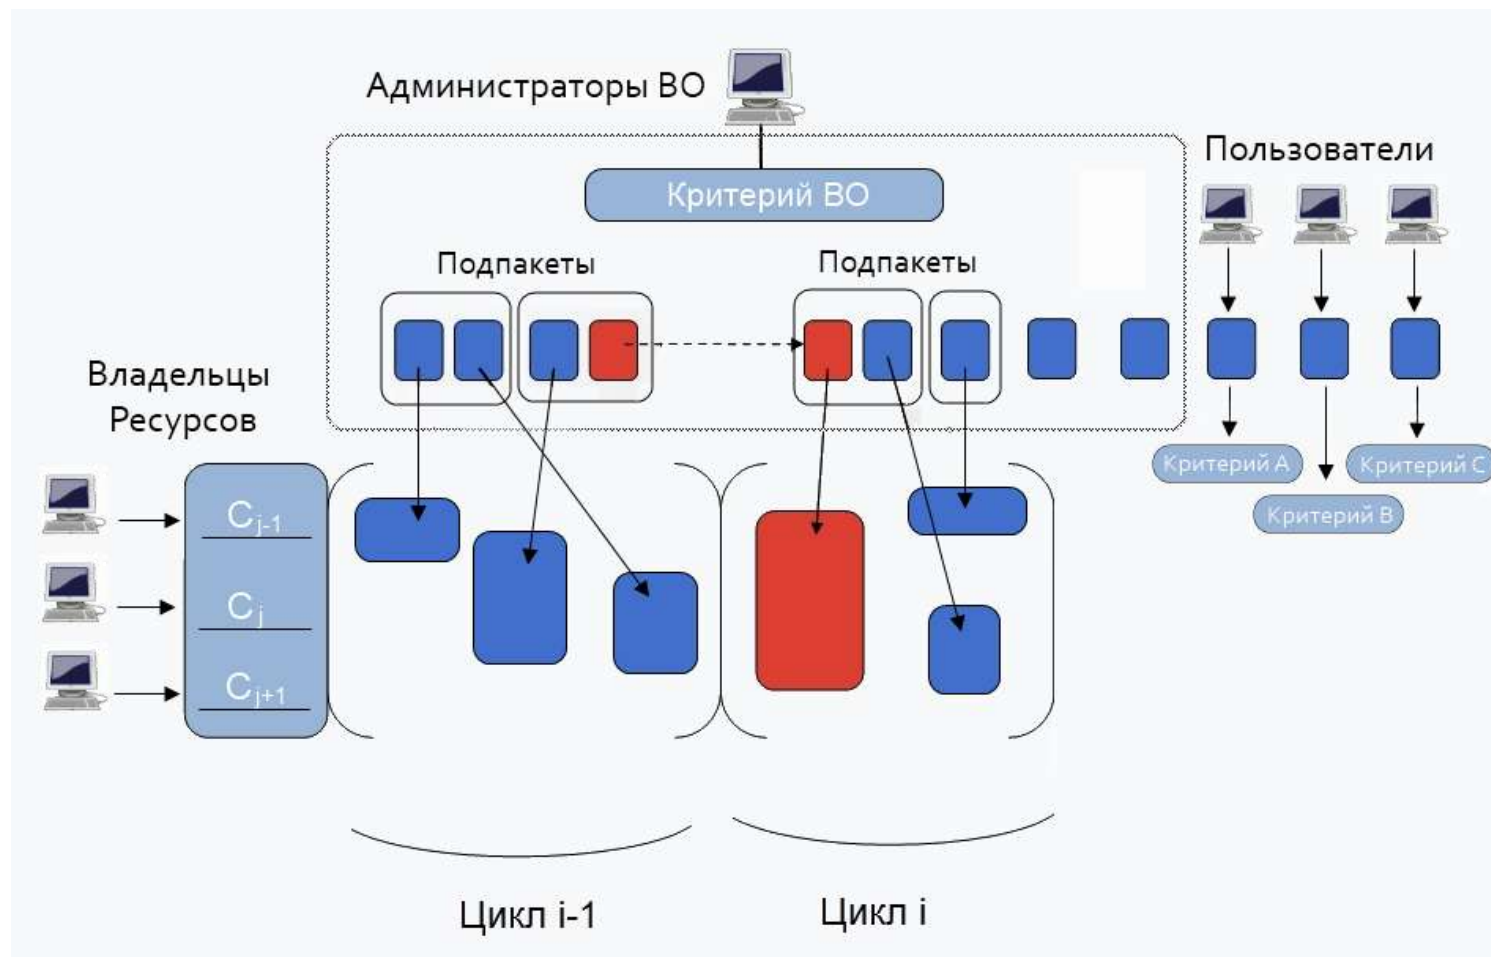 Администраторы ВО
Пользователи
Критерий ВО
Подпакеты
Подпакеты
Владельцы
Ресурсов
Критерий А
Критерий С
Критерий В
Cj-1
Cj
Cj+1
Цикл i-1
Цикл i